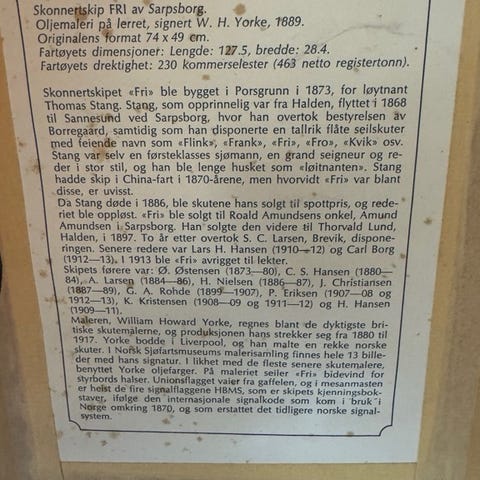 Skonnertskip FRI av Sarpsborg.
Oljemaleri på lerret, signert W. H. Yorke, 1889.
Originalens format 74 x 49 cm.
Fartøyets dimensjoner: Lengde: 127.5, bredde: 28.4.
Fartøyets drektighet: 230 kommerselester (463 netto registertonn).
Skonnertskipet «Fri» ble bygget i Porsgrunn i 1873, for løytnant
Thomas Stang. Stang, som opprinnelig var fra Halden, flyttet i 1868
til Sannesund ved Sarpsborg, hvor han overtok bestyrelsen av
Borregaard, samtidig som han disponerte en tallrik flåte seilskuter
med feiende navn som «Flink», «Frank», «Fri», «Fro», «Kvik» osv.
Stang var selv en førsteklasses sjømann, en grand seigneur og re-
der i stor stil, og han ble lenge husket som «løitnanten». Stang
hadde skip i China-fart i 1870-årene, men hvorvidt «Fri» var blant
disse, er uvisst.
Da Stang døde i 1886, ble skutene hans solgt til spottpris, og rede-
riet ble oppløst. «Fri» ble solgt til Roald Amundsens onkel, Amund
Amundsen i Sarpsborg. Han solgte den videre til Thorvald Lund,
Halden, i 1897. To år etter overtok S. C. Larsen, Brevik, dispone-
ringen. Senere redere var Lars H. Hansen (1910—12) og Carl Borg
(1912—13). I 1913 ble «Fri» avrigget til lekter.
Skipets førere var: Ø. Østensen (1873—80), C. S. Hansen (1880—
84), A. Larsen (1884—86), H. Nielsen (1886—87), J. Christiansen
(1887—89), G. A. Rohde (1899—1907), P. Eriksen (1907—08 og
1912—13), K. Kristensen (1908—09 og 1911—12) og H. Hansen
(1909—11).
Maleren, William Howard Yorke, regnes blant de dyktigste bri-
tiske skutemalerne, og produksjonen hans strekker seg fra 1880 til
1917. Yorke bodde i Liverpool, og han malte en rekke norske
skuter. I Norsk Sjøfartsmuseums malerisamling finnes hele 13 bille-
der med hans signatur. I likhet med de fleste senere skutemalere,
benyttet Yorke oljefarger. På maleriet seiler «Fri» bidevind for
styrbords halser. Unionsflagget vaier fra gaffelen, og i mesanmasten
er heist de fire signalflaggene HBMS, som er skipets kjenningsbok-
staver, ifølge den internasjonale signalkode som kom i bruk i
Norge omkring 1870, og som erstattet det tidligere norske signal-
system.